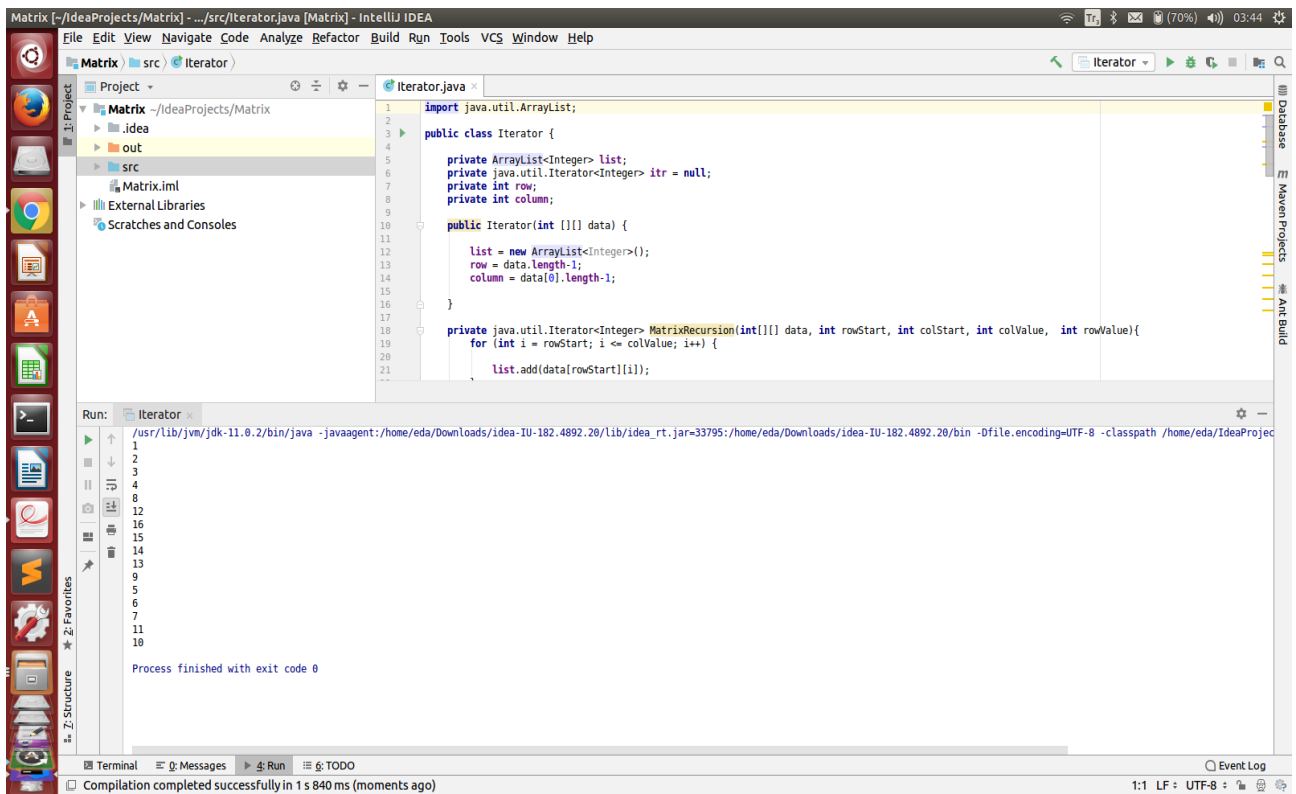 Matrix [~/IdeaProjects/Matrix] - .../src/Iterator.java [Matrix] - IntelliJ IDEA
Tr3 (70%) 03:44
File Edit View Navigate Code Analyze Refactor Build Run Tools VCS Window Help
Matrix src Iterator
Iterator
1: Project
Project
Matrix ~/IdeaProjects/Matrix
.idea
out
src
Matrix.iml
External Libraries
Scratches and Consoles
Iterator.java
1 import java.util.ArrayList;
2
3 public class Iterator {
4
5 private ArrayList<Integer> list;
6 private java.util.Iterator<Integer> itr = null;
7 private int row;
8 private int column;
9
10 public Iterator(int [][] data) {
11
12 list = new ArrayList<Integer>();
13 row = data.length-1;
14 column = data[0].length-1;
15
16 }
17
18 private java.util.Iterator<Integer> MatrixRecursion(int[][] data, int rowStart, int colStart, int colValue, int rowValue){
19 for (int i = rowStart; i <= colValue; i++) {
20
21 list.add(data[rowStart][i]);
Database
Maven Projects
Ant Build
Run: Iterator
/usr/lib/jvm/jdk-11.0.2/bin/java -javaagent:/home/eda/Downloads/idea-IU-182.4892.20/lib/idea_rt.jar=33795:/home/eda/Downloads/idea-IU-182.4892.20/bin -Dfile.encoding=UTF-8 -classpath /home/eda/IdeaProjec
1
2
3
4
8
12
16
15
14
13
9
5
6
7
11
10
Process finished with exit code 0
2: Favorites
7: Structure
Terminal 0: Messages 4: Run 6: TODO
Event Log
Compilation completed successfully in 1 s 840 ms (moments ago)
1:1 LF UTF-8